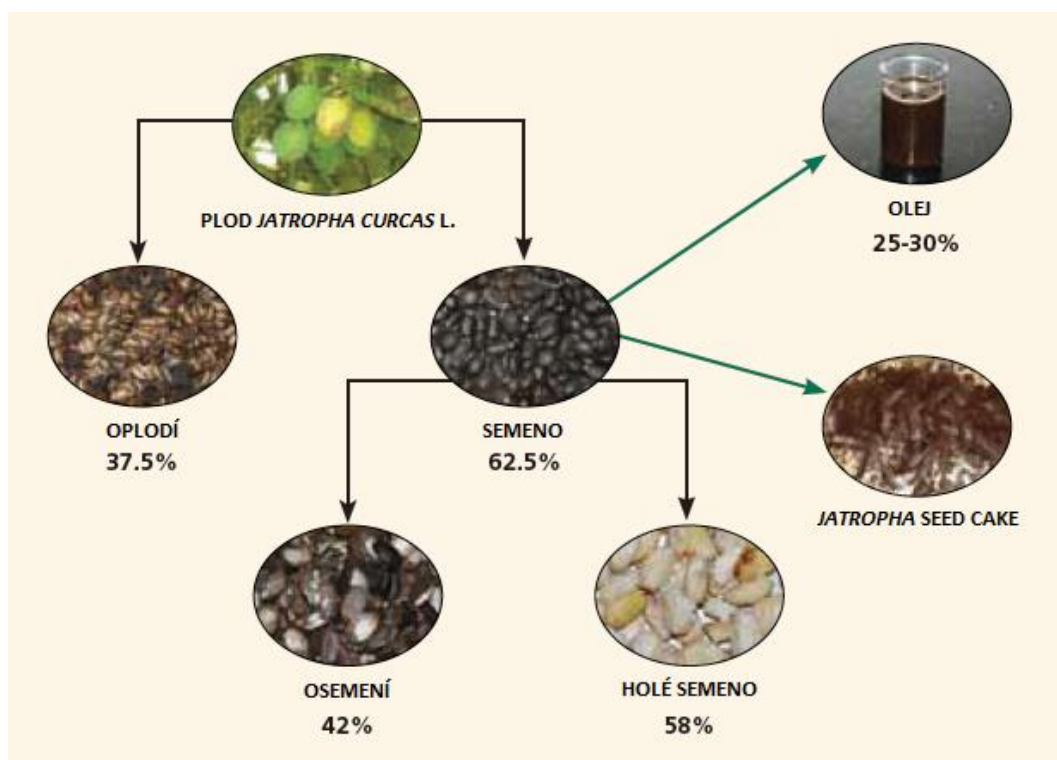 PLOD JATROPHA CURCAS L.
OLEJ
25-30%
OPLODÍ
37.5%
SEMENO
62.5%
JATROPHA SEED CAKE
OSEMENÍ
42%
HOLÉ SEMENO
58%